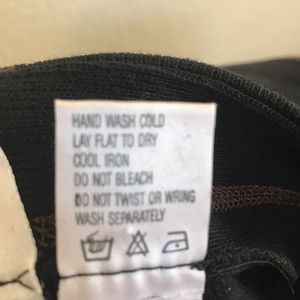 HAND WASH COLD
LAY FLAT TO DRY
COOL IRON
DO NOT BLEACH
DO NOT TWIST OR WRING
WASH SEPARATELY